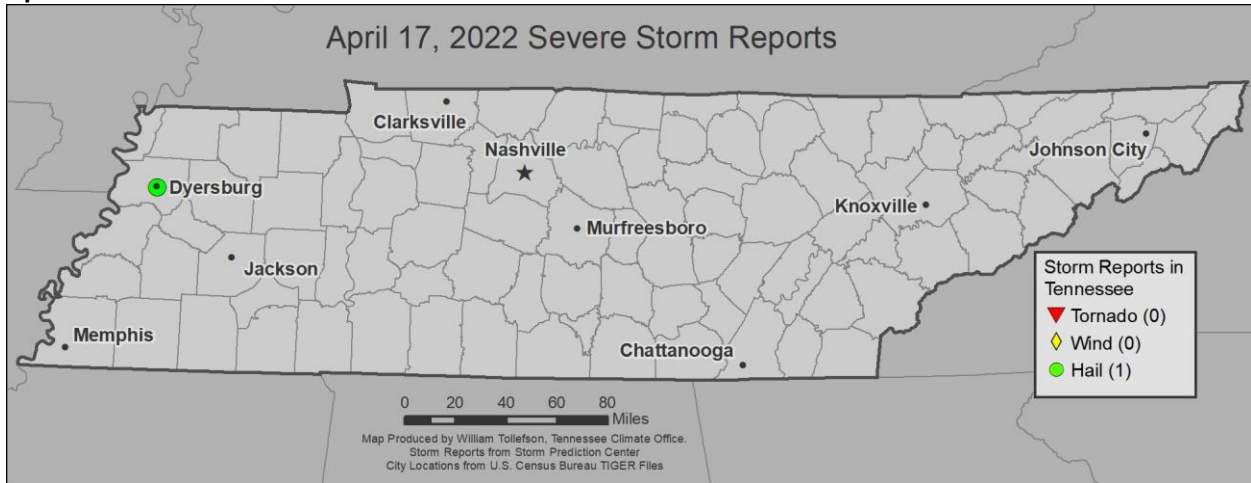 April 17, 2022 Severe Storm Reports
Clarksville
Nashville
Johnson City
Dyersburg
Knoxville
Murfreesboro
Jackson
Memphis
Chattanooga
Storm Reports in
Tennessee
Tornado (0)
Wind (0)
Hail (1)
0 20 40 60 80
Miles
Map Produced by William Tollefson, Tennessee Climate Office.
Storm Reports from Storm Prediction Center
City Locations from U.S. Census Bureau TIGER Files